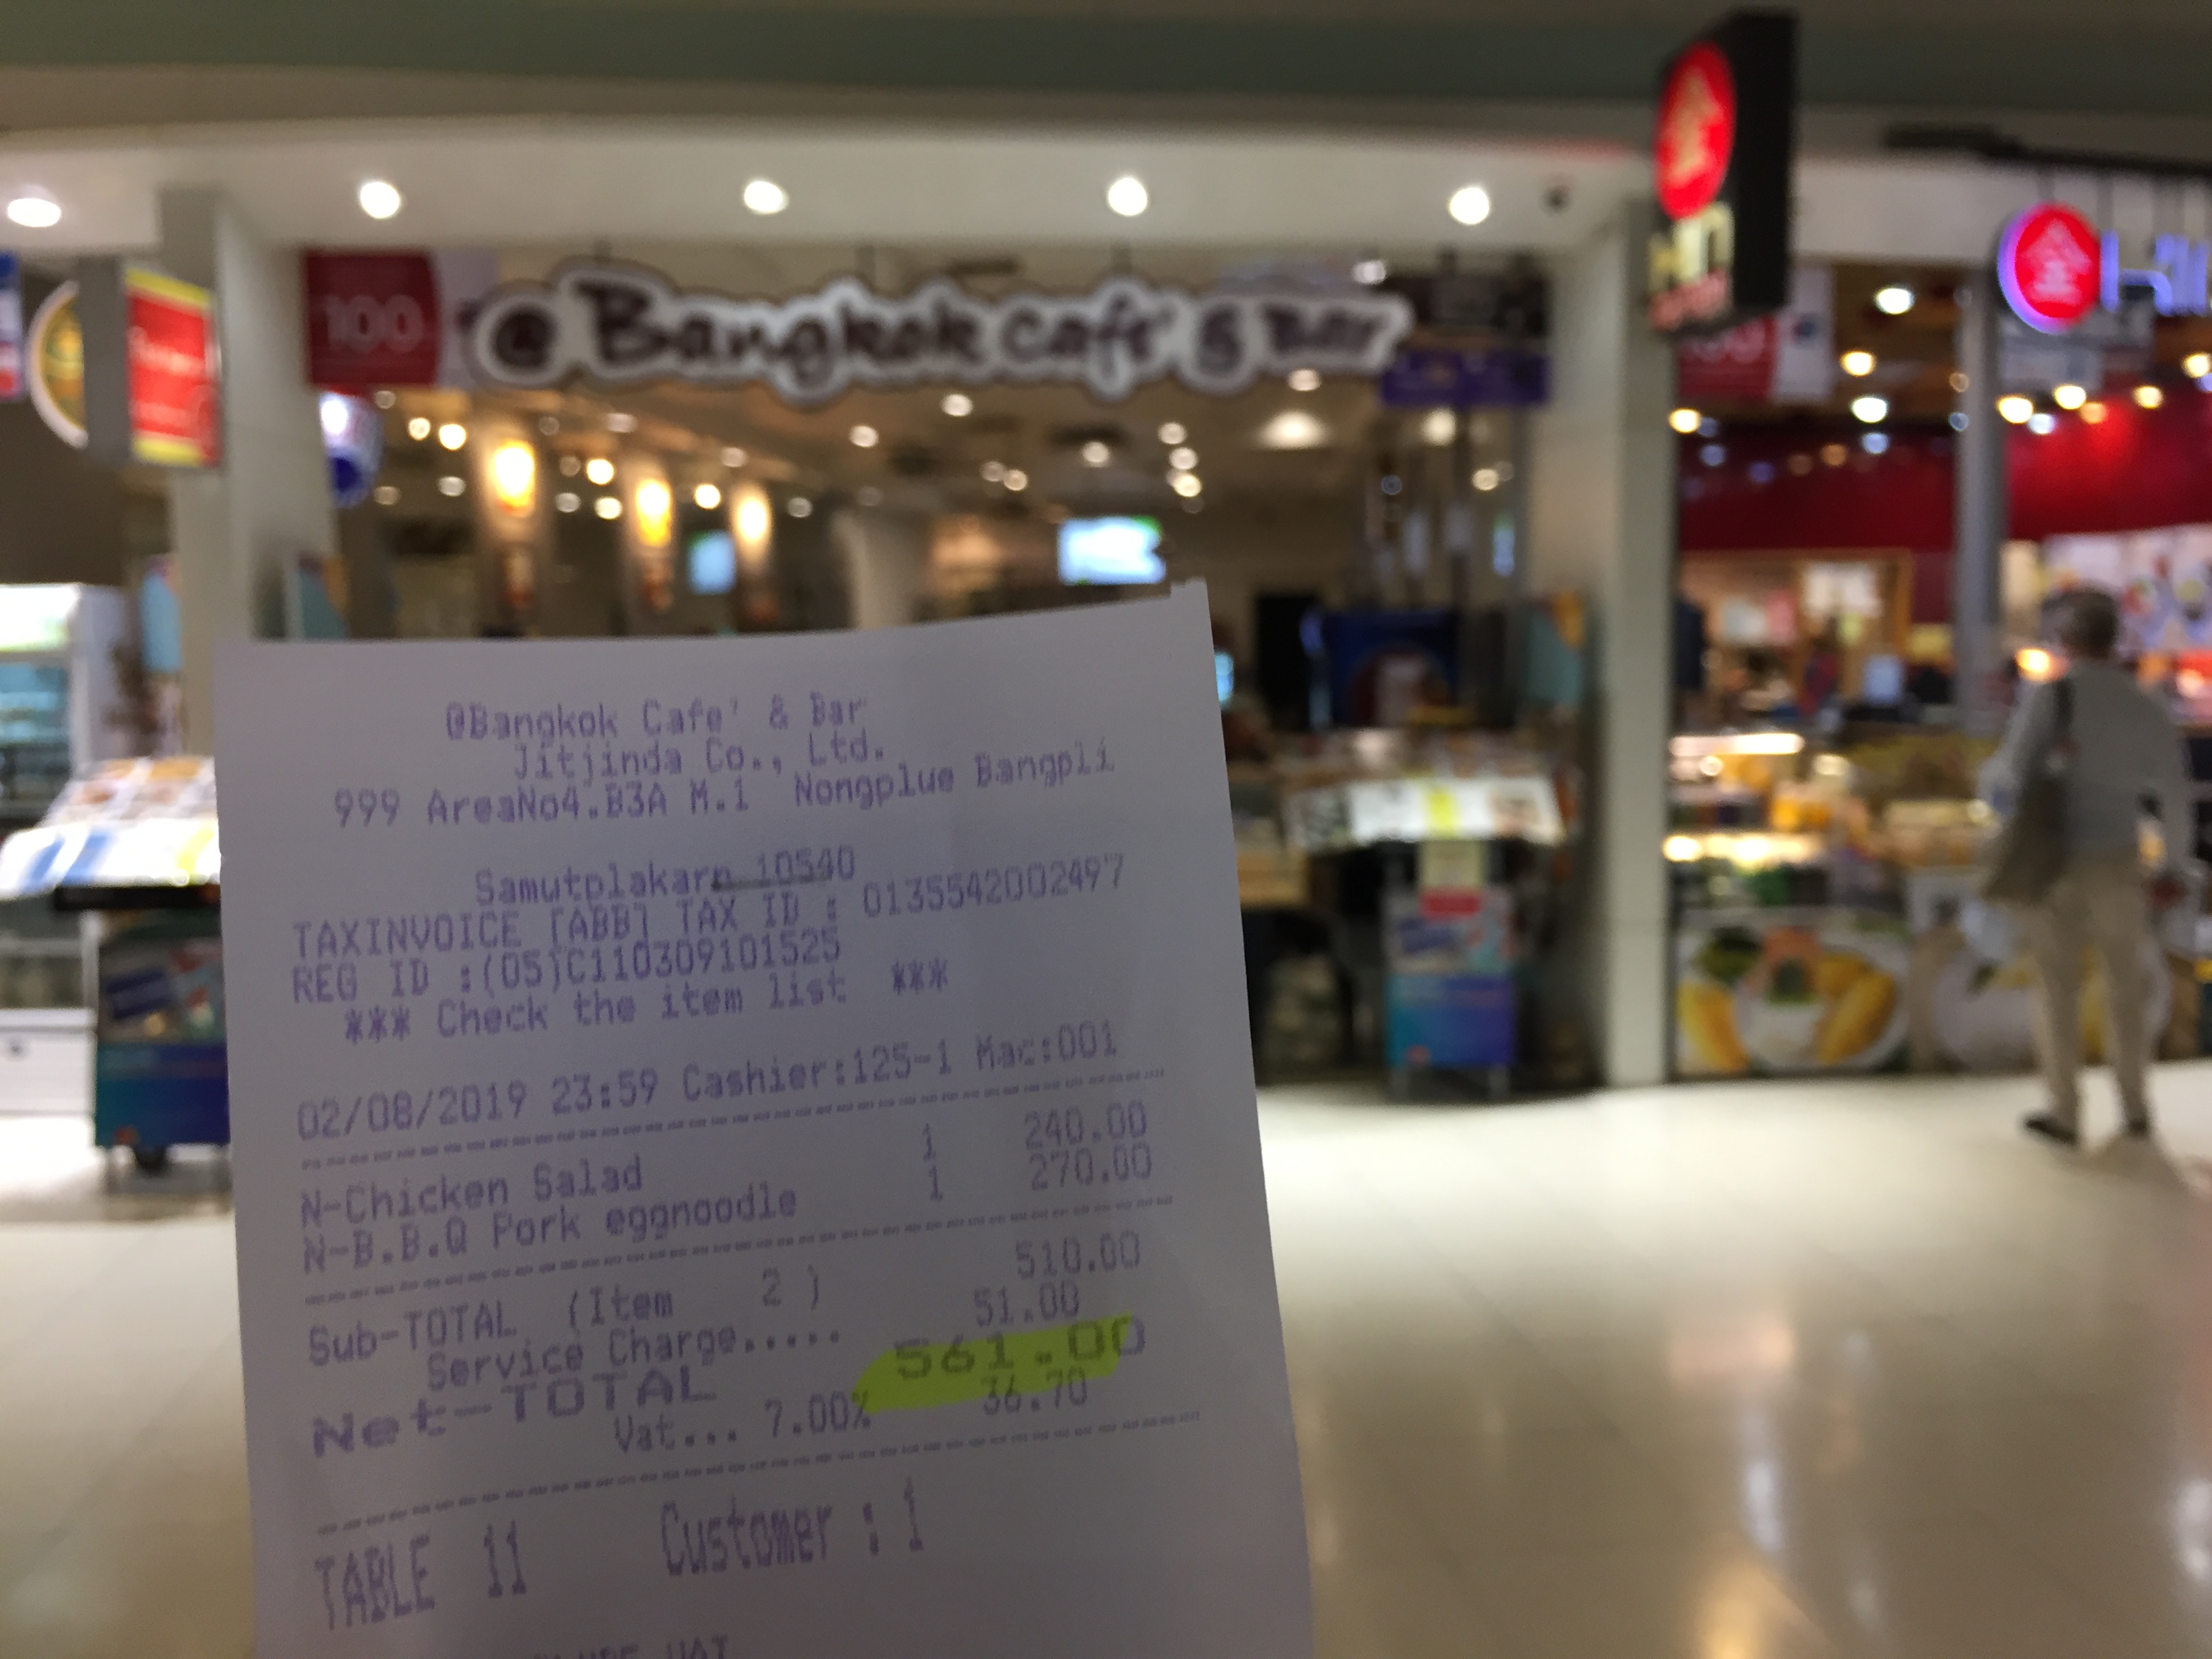 100
@ Bangkok Café & Bar
@Bangkok Cafe' & Bar
Jitjinda Co., Ltd.
999 AreaNo4.B3A M.1 Nongplue Bangpli
Samutplakarn 10540
TAXINVOICE [ABB] TAX ID : 0135542002497
REG ID :(05)C110309101525
*** Check the item list ***
02/08/2019 23:59 Cashier:125-1 Mac:001
N-Chicken Salad 1 240.00
N-B.B.Q Pork eggnoodle 1 270.00
Sub-TOTAL (Item 2 ) 510.00
Service Charge..... 51.00
Net-TOTAL 561.00
Vat... 7.00% 36.70
TABLE 11 Customer : 1
VAT